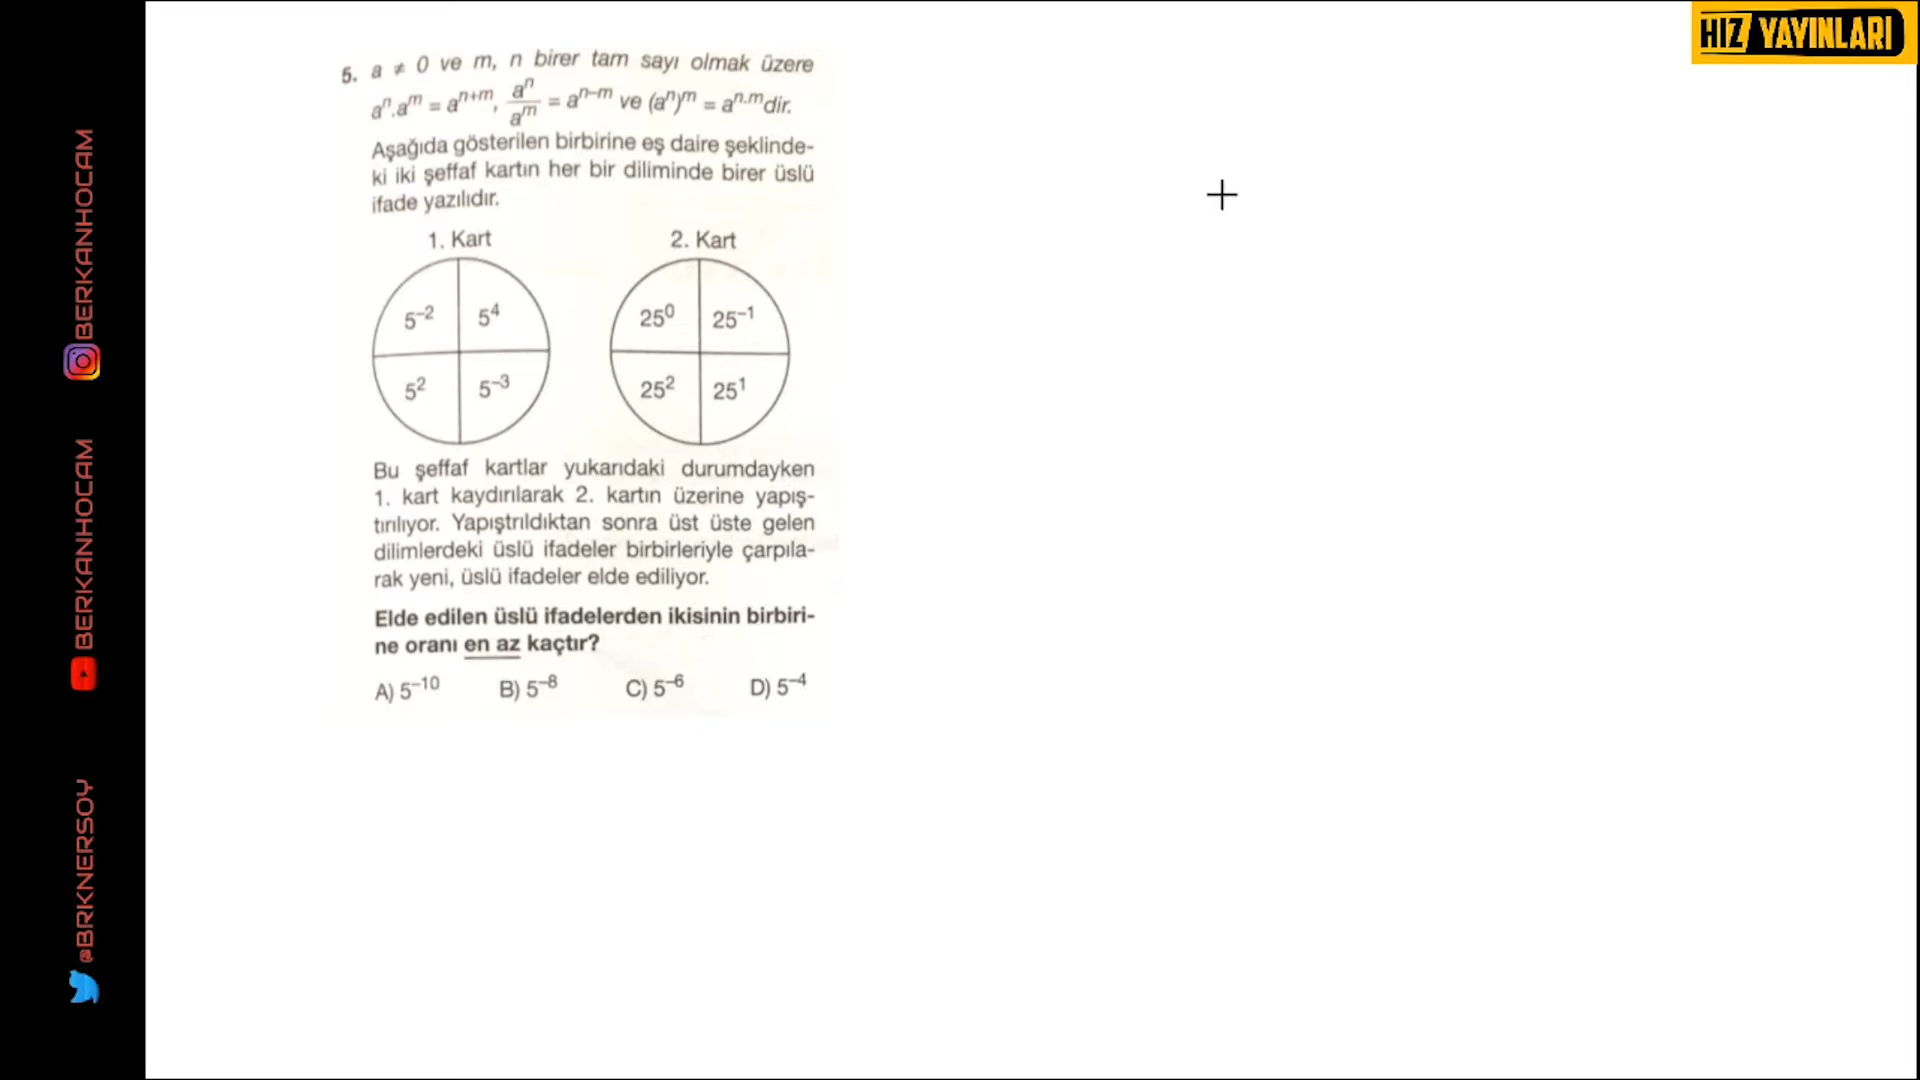 HIZ YAYINLARI
BERKANHOCAM
BERKANHOCAM
@BRKNERSOY
5. a ≠ 0 ve m, n birer tam sayı olmak üzere
aⁿ.aᵐ = aⁿ⁺ᵐ, aⁿ/aᵐ = aⁿ⁻ᵐ ve (aⁿ)ᵐ = aⁿ·ᵐ dir.
Aşağıda gösterilen birbirine eş daire şeklinde-
ki iki şeffaf kartın her bir diliminde birer üslü
ifade yazılıdır.
1. Kart 2. Kart
5⁻² 5⁴ 25⁰ 25⁻¹
5² 5⁻³ 25² 25¹
Bu şeffaf kartlar yukarıdaki durumdayken
1. kart kaydırılarak 2. kartın üzerine yapış-
tırılıyor. Yapıştrıldıktan sonra üst üste gelen
dilimlerdeki üslü ifadeler birbirleriyle çarpıla-
rak yeni, üslü ifadeler elde ediliyor.
Elde edilen üslü ifadelerden ikisinin birbiri-
ne oranı en az kaçtır?
A) 5⁻¹⁰ B) 5⁻⁸ C) 5⁻⁶ D) 5⁻⁴